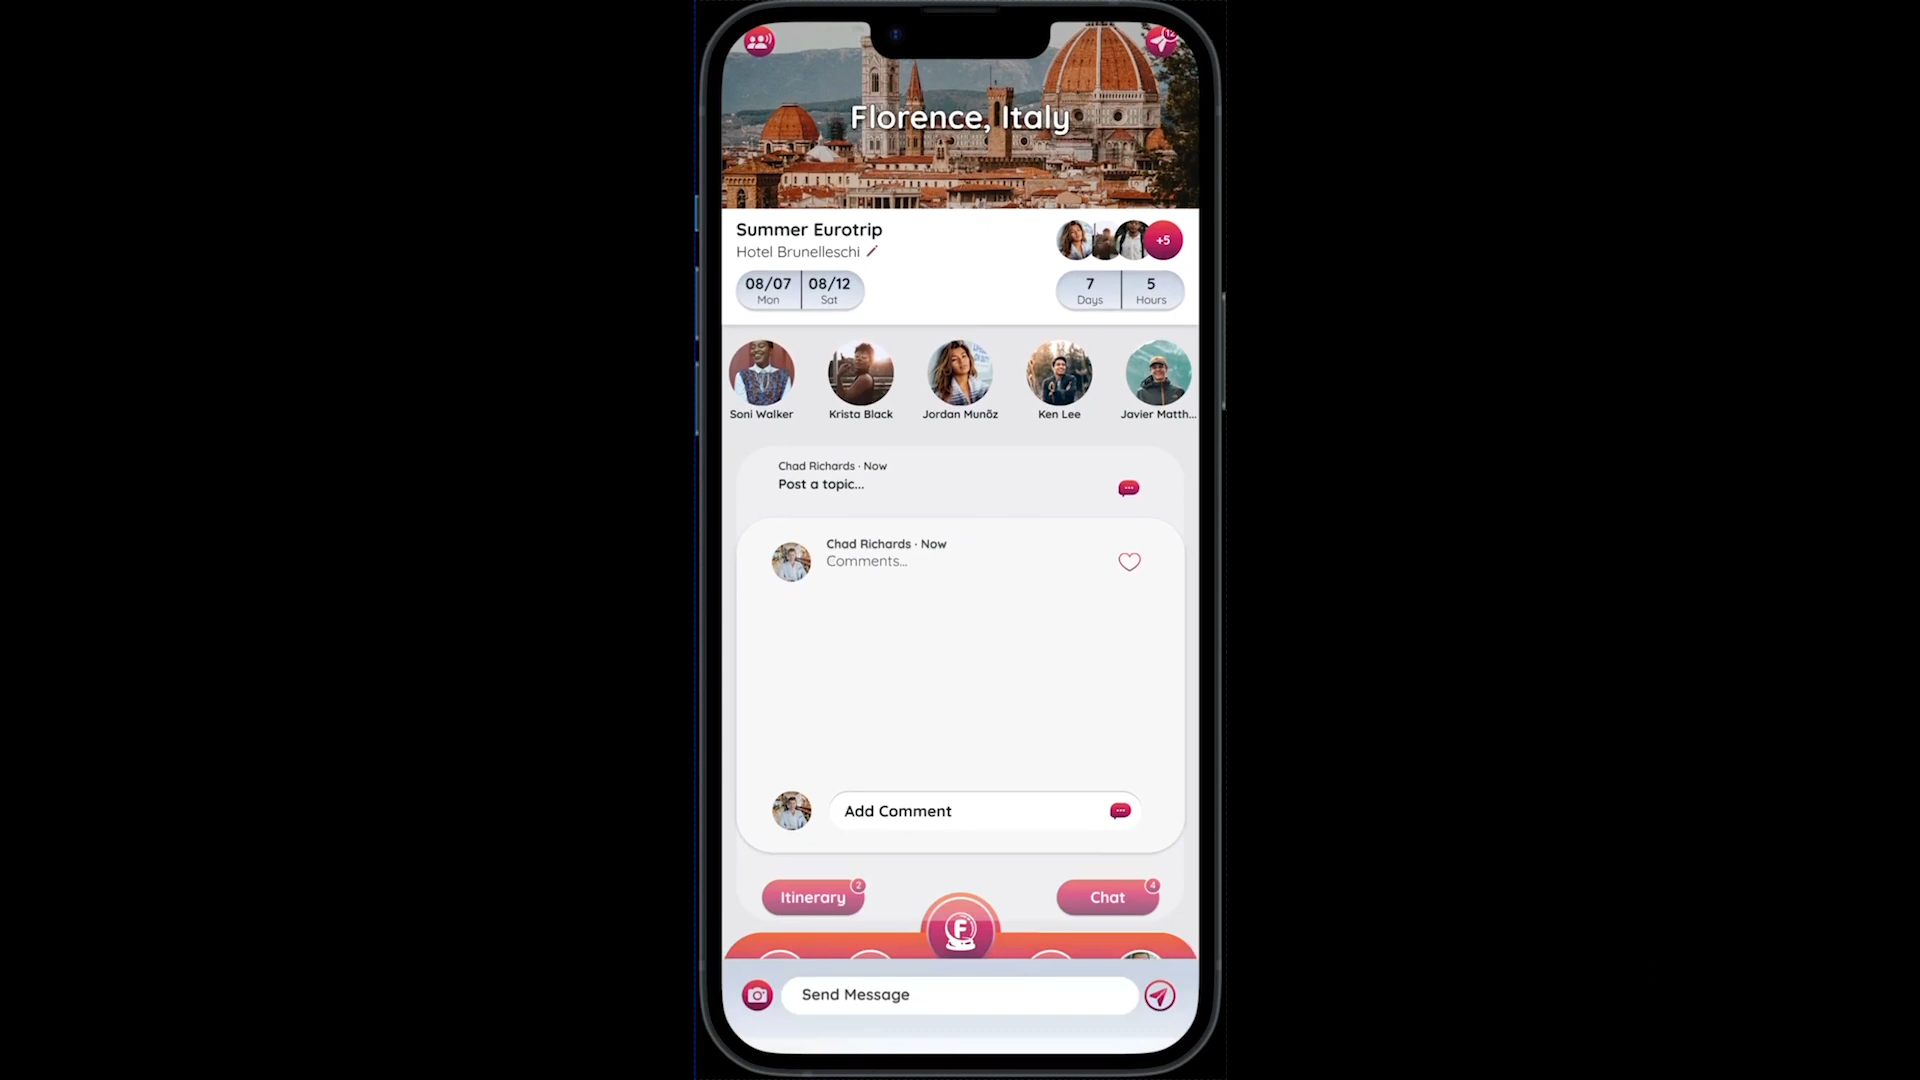 12
Florence, Italy
Summer Eurotrip
Hotel Brunelleschi
+5
08/07 08/12 7 5
Mon Sat Days Hours
Soni Walker Krista Black Jordan Munõz Ken Lee Javier Matth...
Chad Richards · Now
Post a topic...
Chad Richards · Now
Comments...
Add Comment
Itinerary 2 Chat 4
F
Send Message